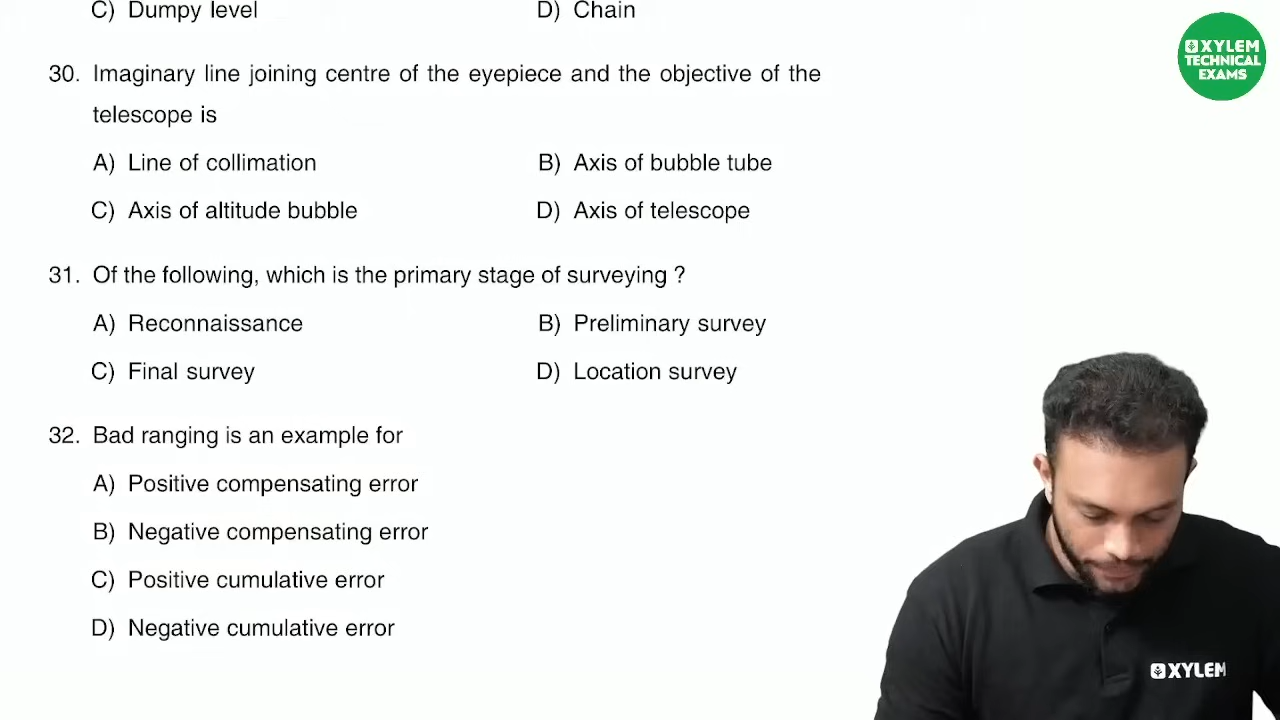 C) Dumpy level D) Chain
30. Imaginary line joining centre of the eyepiece and the objective of the
telescope is
A) Line of collimation B) Axis of bubble tube
C) Axis of altitude bubble D) Axis of telescope
31. Of the following, which is the primary stage of surveying ?
A) Reconnaissance B) Preliminary survey
C) Final survey D) Location survey
32. Bad ranging is an example for
A) Positive compensating error
B) Negative compensating error
C) Positive cumulative error
D) Negative cumulative error
XYLEM
TECHNICAL
EXAMS
XYLEM